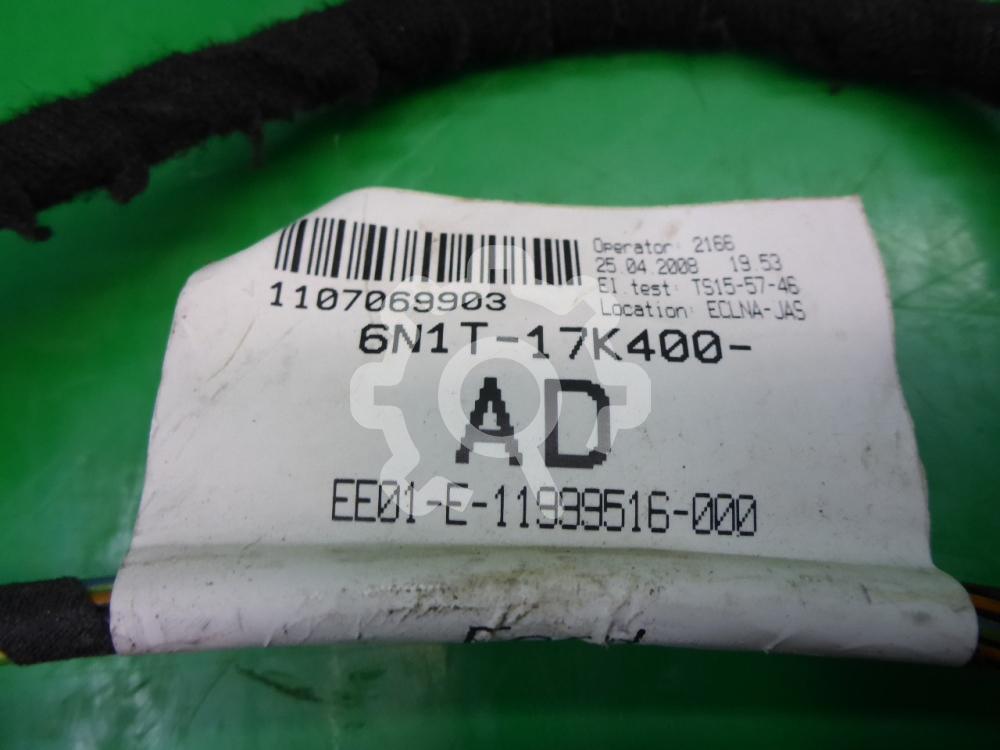 Operator: 2166
25.04.2008 19.53
El.test: TS15-57-46
Location: ECLNA-JAS
1107069903
6N1T-17K400-
AD
EE01-E-11999516-000